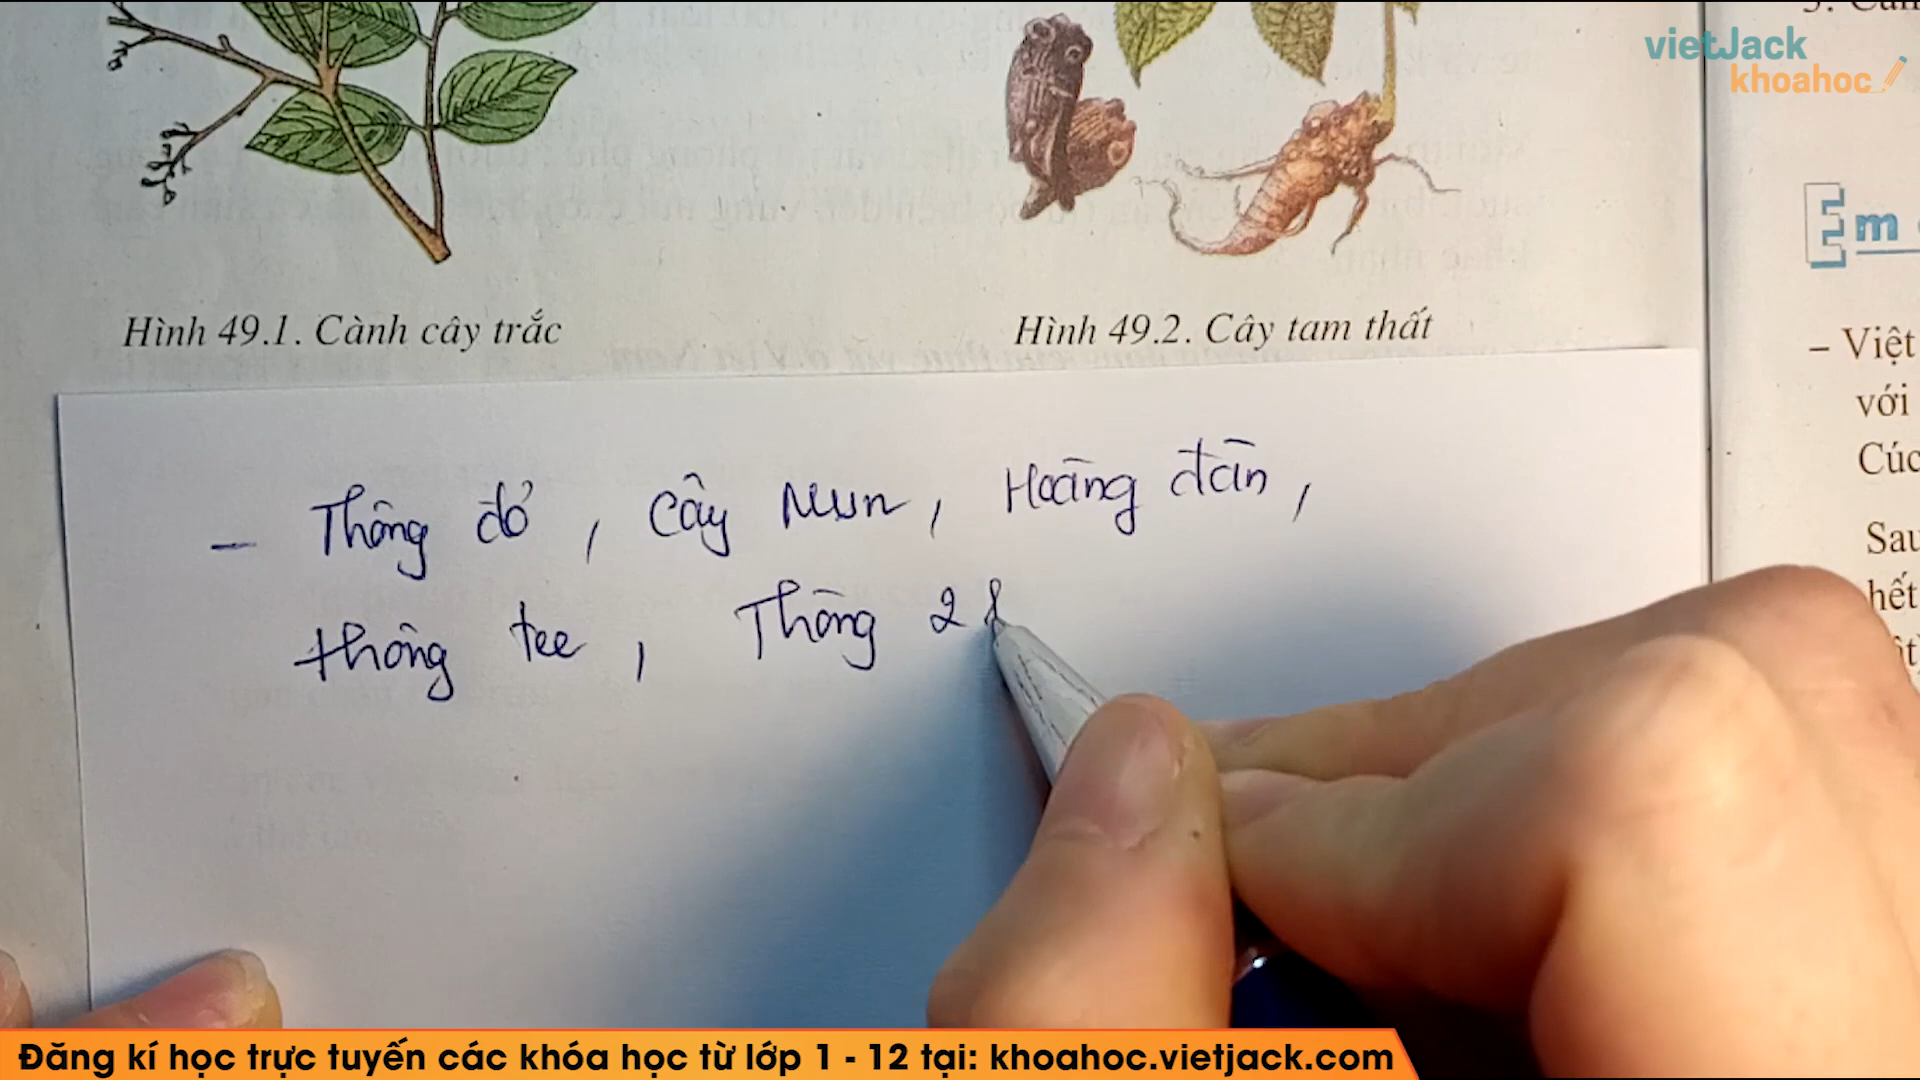 vietJack
khoahoc
Em
Hình 49.1. Cành cây trắc
Hình 49.2. Cây tam thất
– Việt
với
Cúc
Sau
hết
- Thông đỏ, Cây Mun, Hoàng đàn,
thông tre, Thông 2 l
Đăng kí học trực tuyến các khóa học từ lớp 1 - 12 tại: khoahoc.vietjack.com